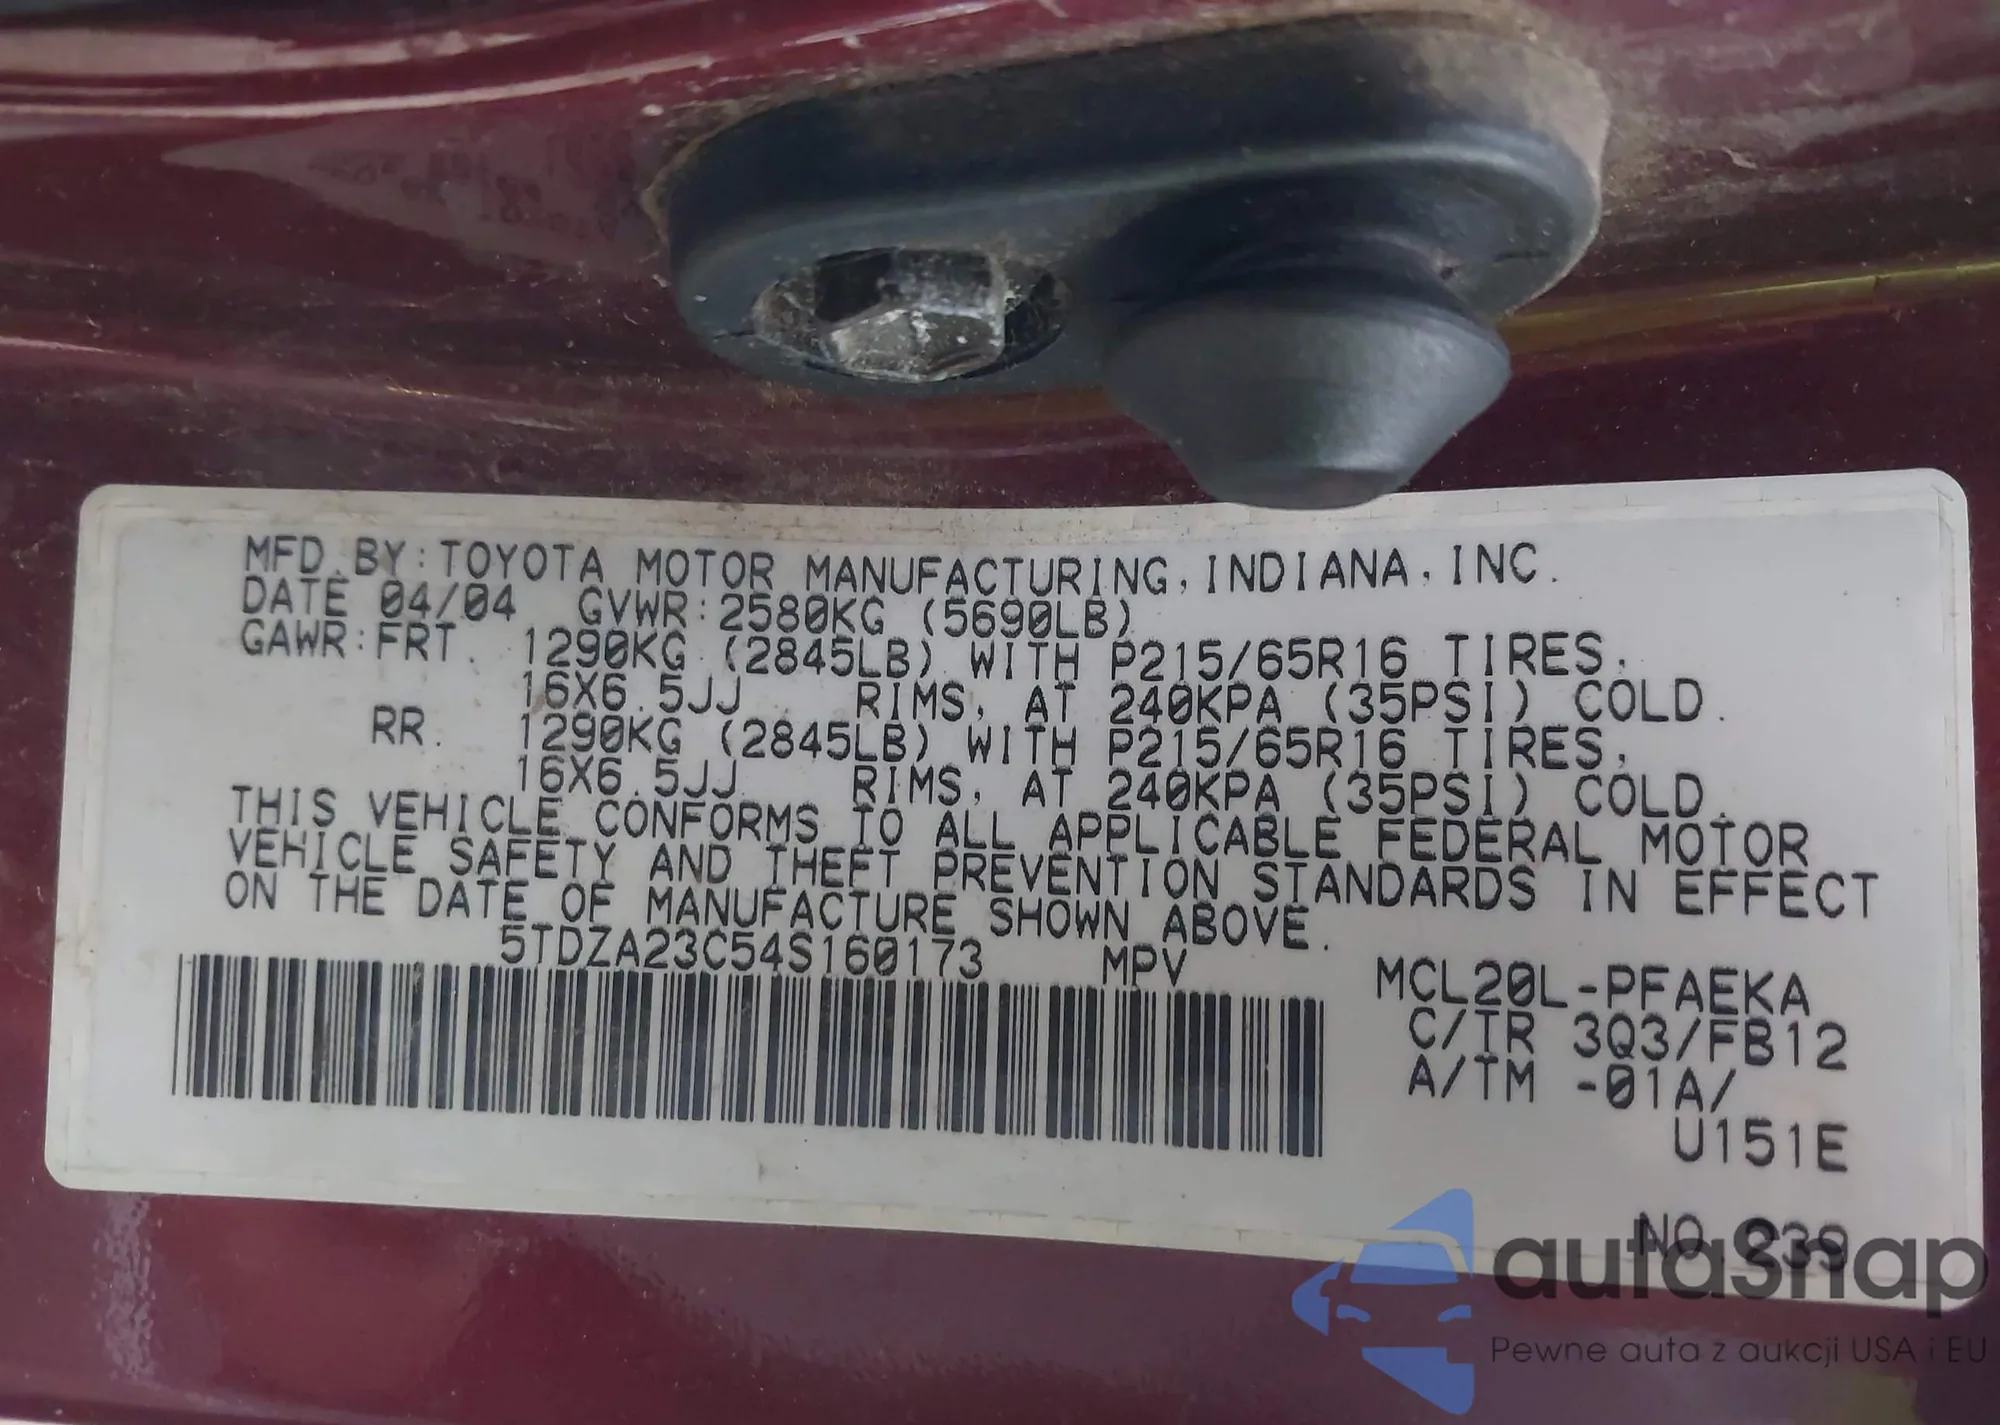 MFD.BY:TOYOTA MOTOR MANUFACTURING,INDIANA,INC.
DATE 04/04 GVWR:2580KG (5690LB)
GAWR:FRT. 1290KG (2845LB) WITH P215/65R16 TIRES,
16X6.5JJ RIMS, AT 240KPA (35PSI) COLD.
RR. 1290KG (2845LB) WITH P215/65R16 TIRES,
16X6.5JJ RIMS, AT 240KPA (35PSI) COLD.
THIS VEHICLE CONFORMS TO ALL APPLICABLE FEDERAL MOTOR
VEHICLE SAFETY AND THEFT PREVENTION STANDARDS IN EFFECT
ON THE DATE OF MANUFACTURE SHOWN ABOVE.
5TDZA23C54S160173 MPV
MCL20L-PFAEKA
C/TR 3Q3/FB12
A/TM -01A/
U151E
NO. 239
autasnap
Pewne auta z aukcji USA i EU